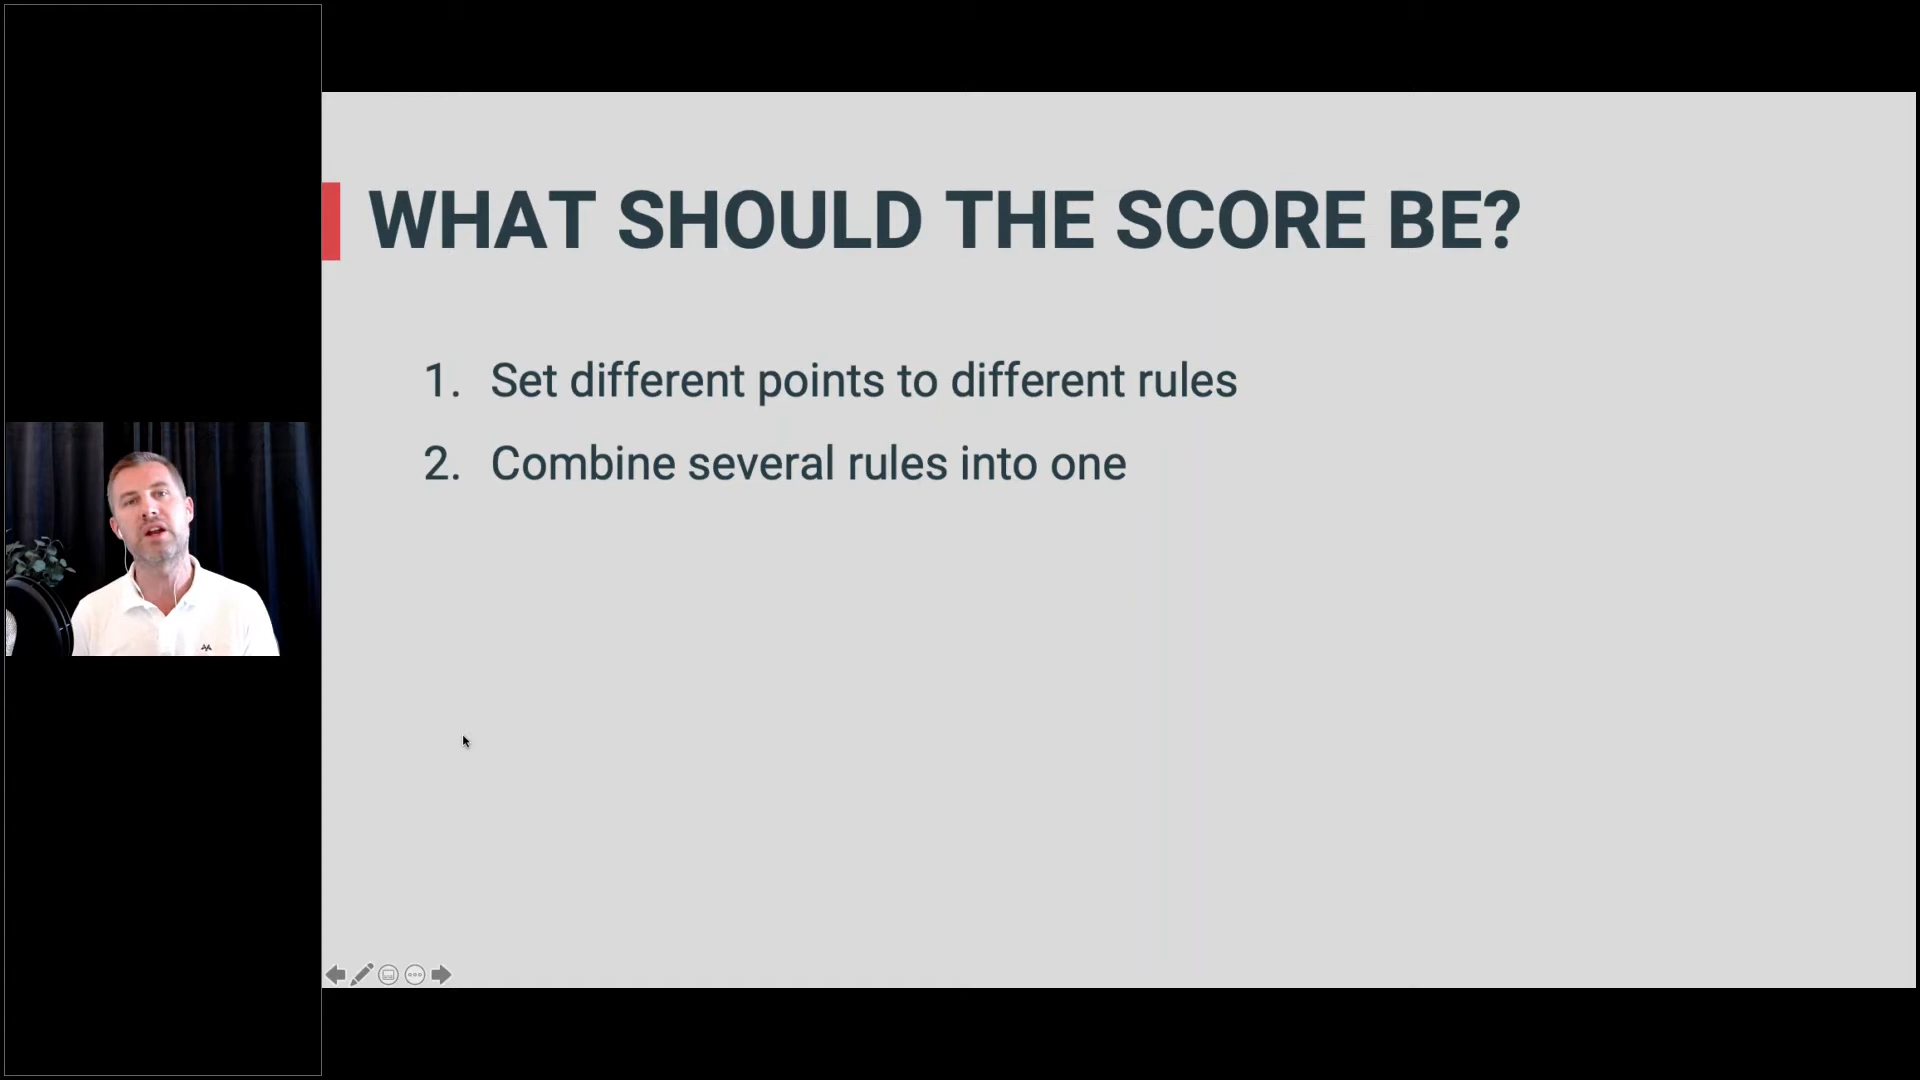 WHAT SHOULD THE SCORE BE?
1. Set different points to different rules
2. Combine several rules into one